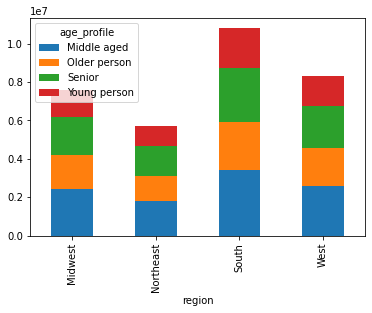 1e7
1.0
0.8
0.6
0.4
0.2
0.0
age_profile
Middle aged
Older person
Senior
Young person
Midwest
Northeast
South
West
region